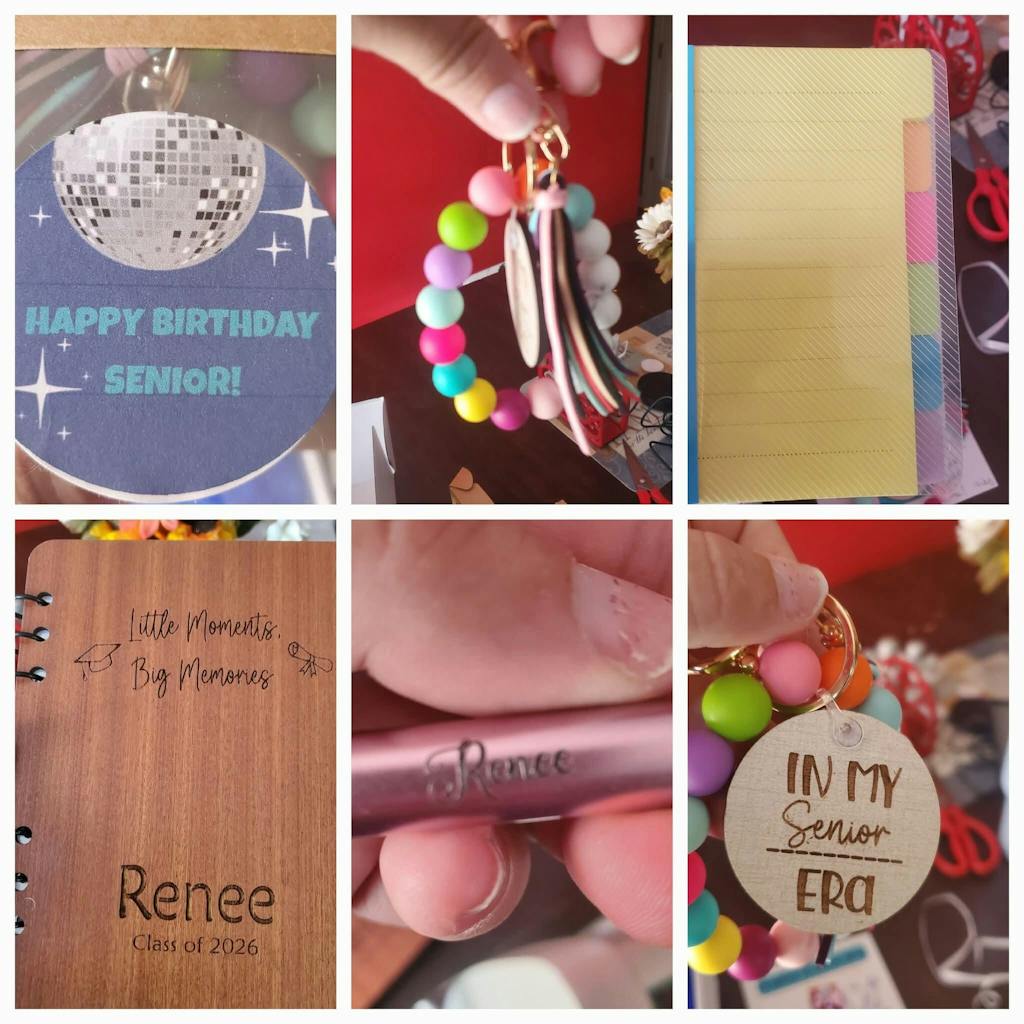 HAPPY BIRTHDAY
SENIOR!
Little Moments,
Big Memories
Renee
Class of 2026
Renee
IN MY
Senior
ERA